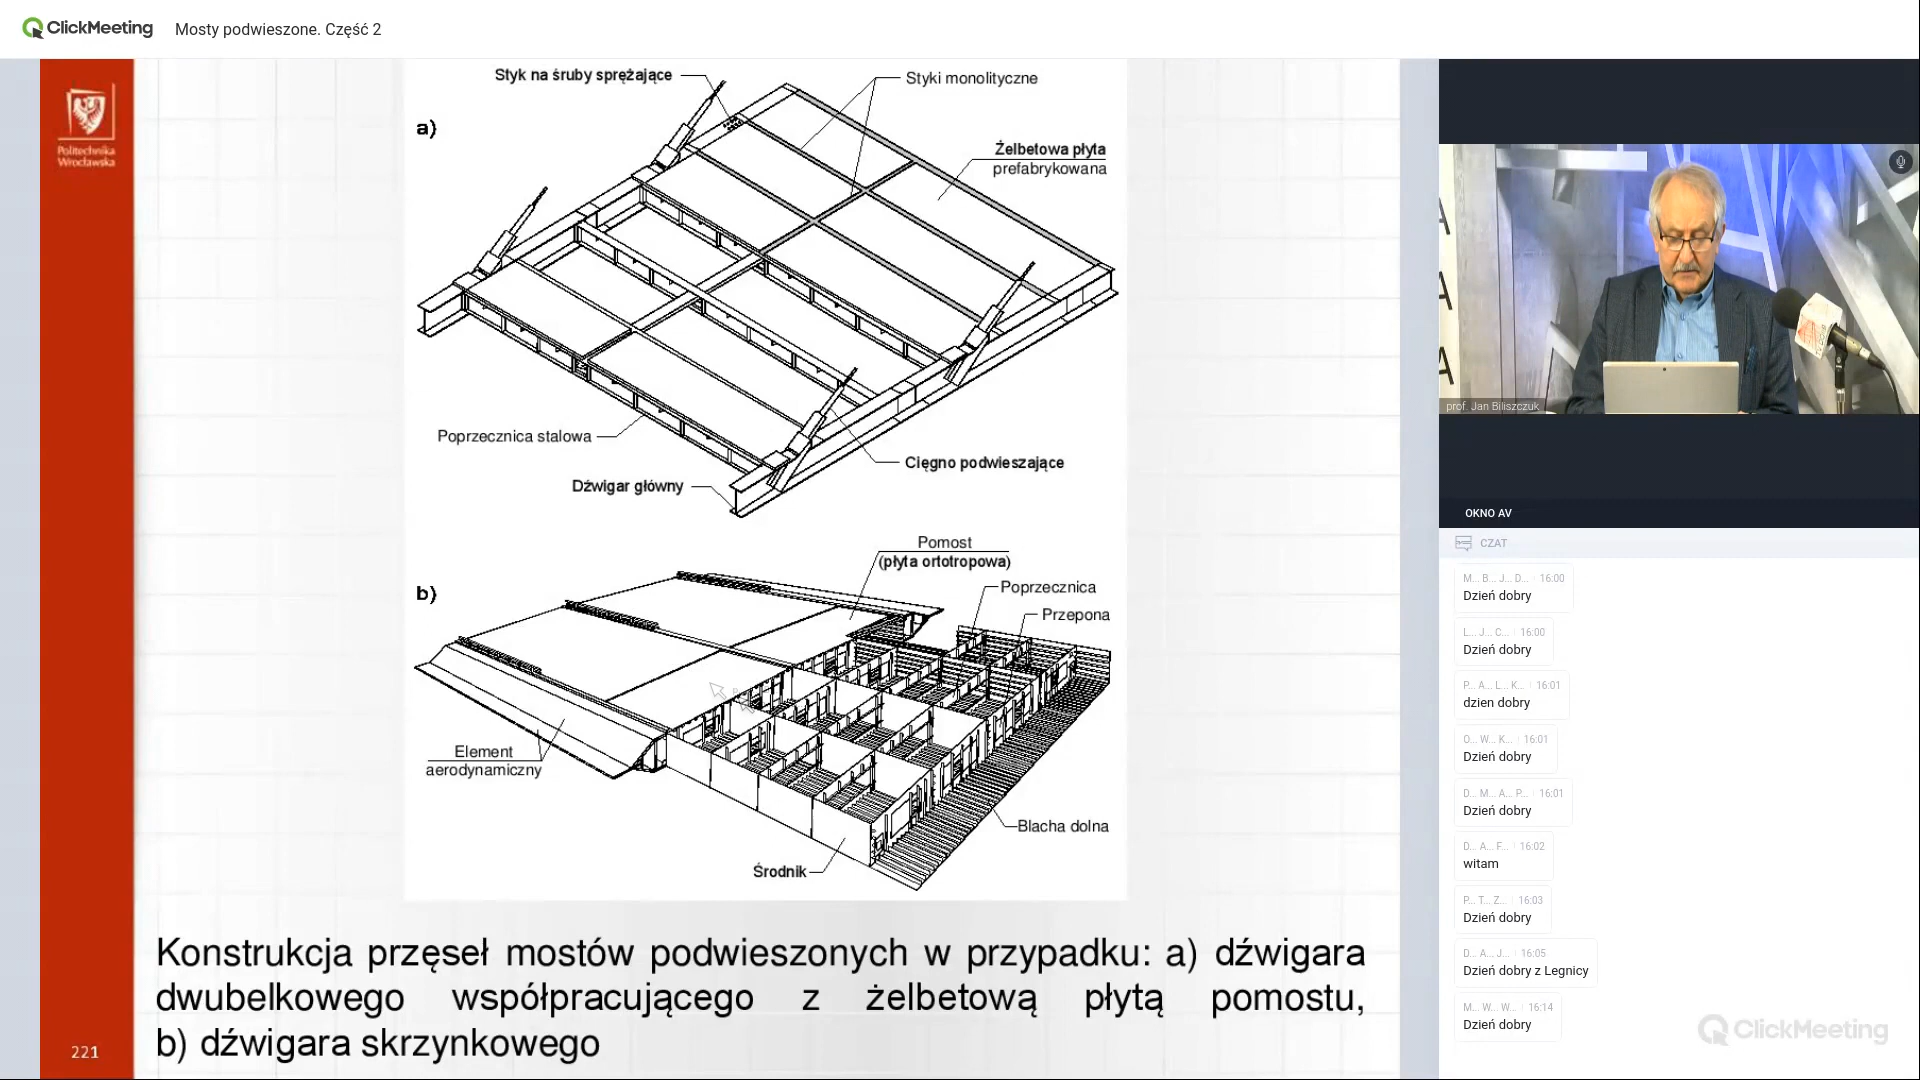 ClickMeeting
Mosty podwieszone. Część 2
Politechnika
Wrocławska
Styk na śruby sprężające
Styki monolityczne
a)
Żelbetowa płyta
prefabrykowana
Poprzecznica stalowa
Cięgno podwieszające
Dźwigar główny
Pomost
(płyta ortotropowa)
b)
Poprzecznica
Przepona
Element
aerodynamiczny
Blacha dolna
Środnik
Konstrukcja przęseł mostów podwieszonych w przypadku: a) dźwigara
dwubelkowego współpracującego z żelbetową płytą pomostu,
b) dźwigara skrzynkowego
221
prof. Jan Biliszczuk
OKNO AV
CZAT
M... B... J... D... 16:00
Dzień dobry
L... J... C... 16:00
Dzień dobry
P... A... L... K... 16:01
dzien dobry
O... W... K... 16:01
Dzień dobry
D... M... A... P... 16:01
Dzień dobry
D... A... F... 16:02
witam
P... T... Z... 16:03
Dzień dobry
D... A... J... 16:05
Dzień dobry z Legnicy
M... W... W... 16:14
Dzień dobry
ClickMeeting